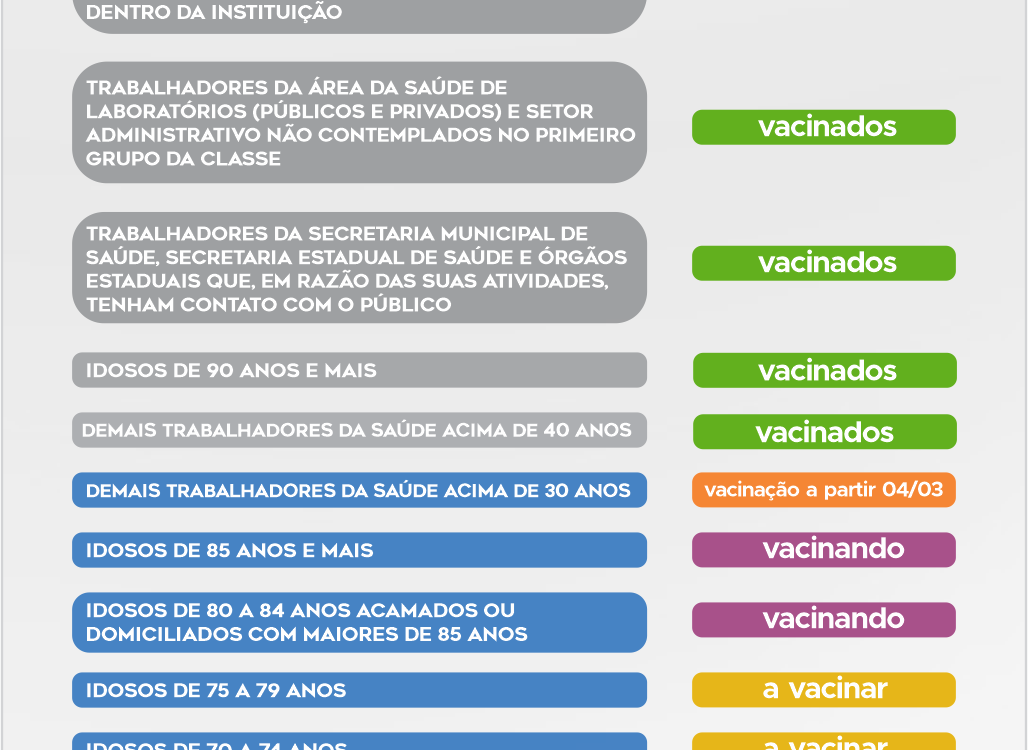 DENTRO DA INSTITUIÇÃO
TRABALHADORES DA ÁREA DA SAÚDE DE
LABORATÓRIOS (PÚBLICOS E PRIVADOS) E SETOR
ADMINISTRATIVO NÃO CONTEMPLADOS NO PRIMEIRO
GRUPO DA CLASSE
vacinados
TRABALHADORES DA SECRETARIA MUNICIPAL DE
SAÚDE, SECRETARIA ESTADUAL DE SAÚDE E ÓRGÃOS
ESTADUAIS QUE, EM RAZÃO DAS SUAS ATIVIDADES,
TENHAM CONTATO COM O PÚBLICO
vacinados
IDOSOS DE 90 ANOS E MAIS
vacinados
DEMAIS TRABALHADORES DA SAÚDE ACIMA DE 40 ANOS
vacinados
DEMAIS TRABALHADORES DA SAÚDE ACIMA DE 30 ANOS
vacinação a partir 04/03
IDOSOS DE 85 ANOS E MAIS
vacinando
IDOSOS DE 80 A 84 ANOS ACAMADOS OU
DOMICILIADOS COM MAIORES DE 85 ANOS
vacinando
IDOSOS DE 75 A 79 ANOS
a vacinar
IDOSOS DE 70 A 74 ANOS
a vacinar